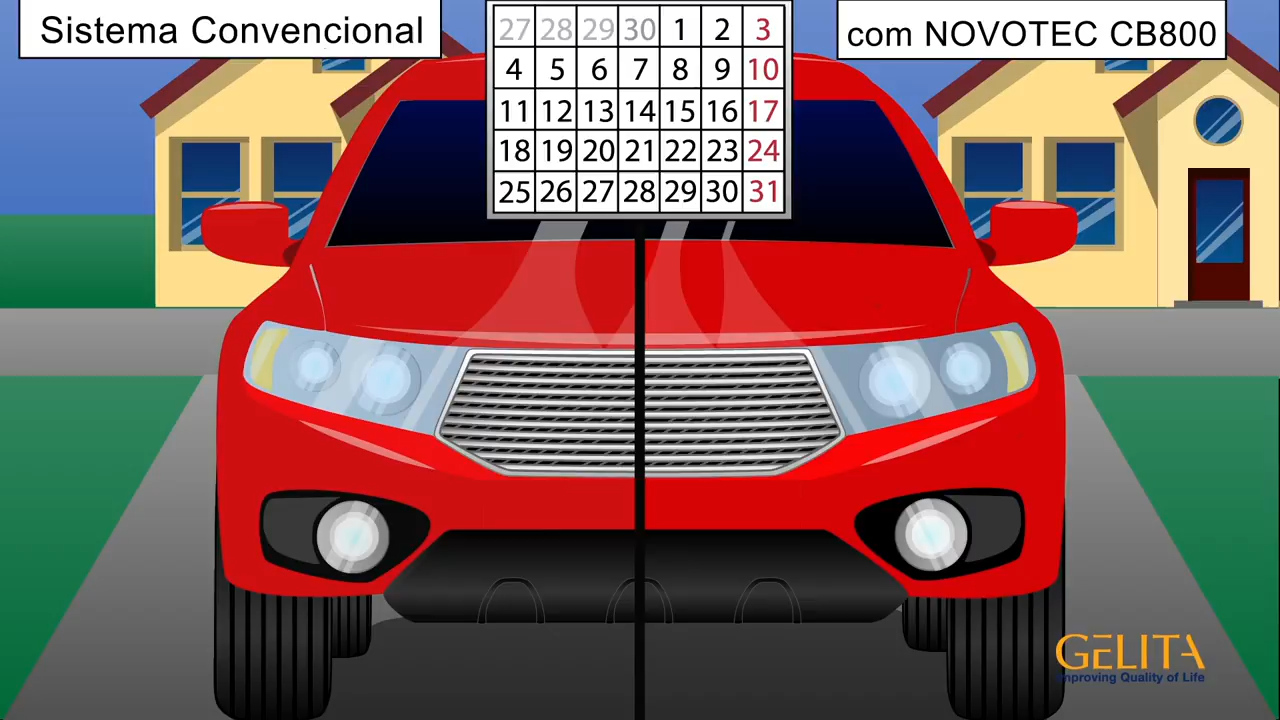 Sistema Convencional
com NOVOTEC CB800
27 28 29 30 1 2 3
4 5 6 7 8 9 10
11 12 13 14 15 16 17
18 19 20 21 22 23 24
25 26 27 28 29 30 31
GELITA
Improving Quality of Life